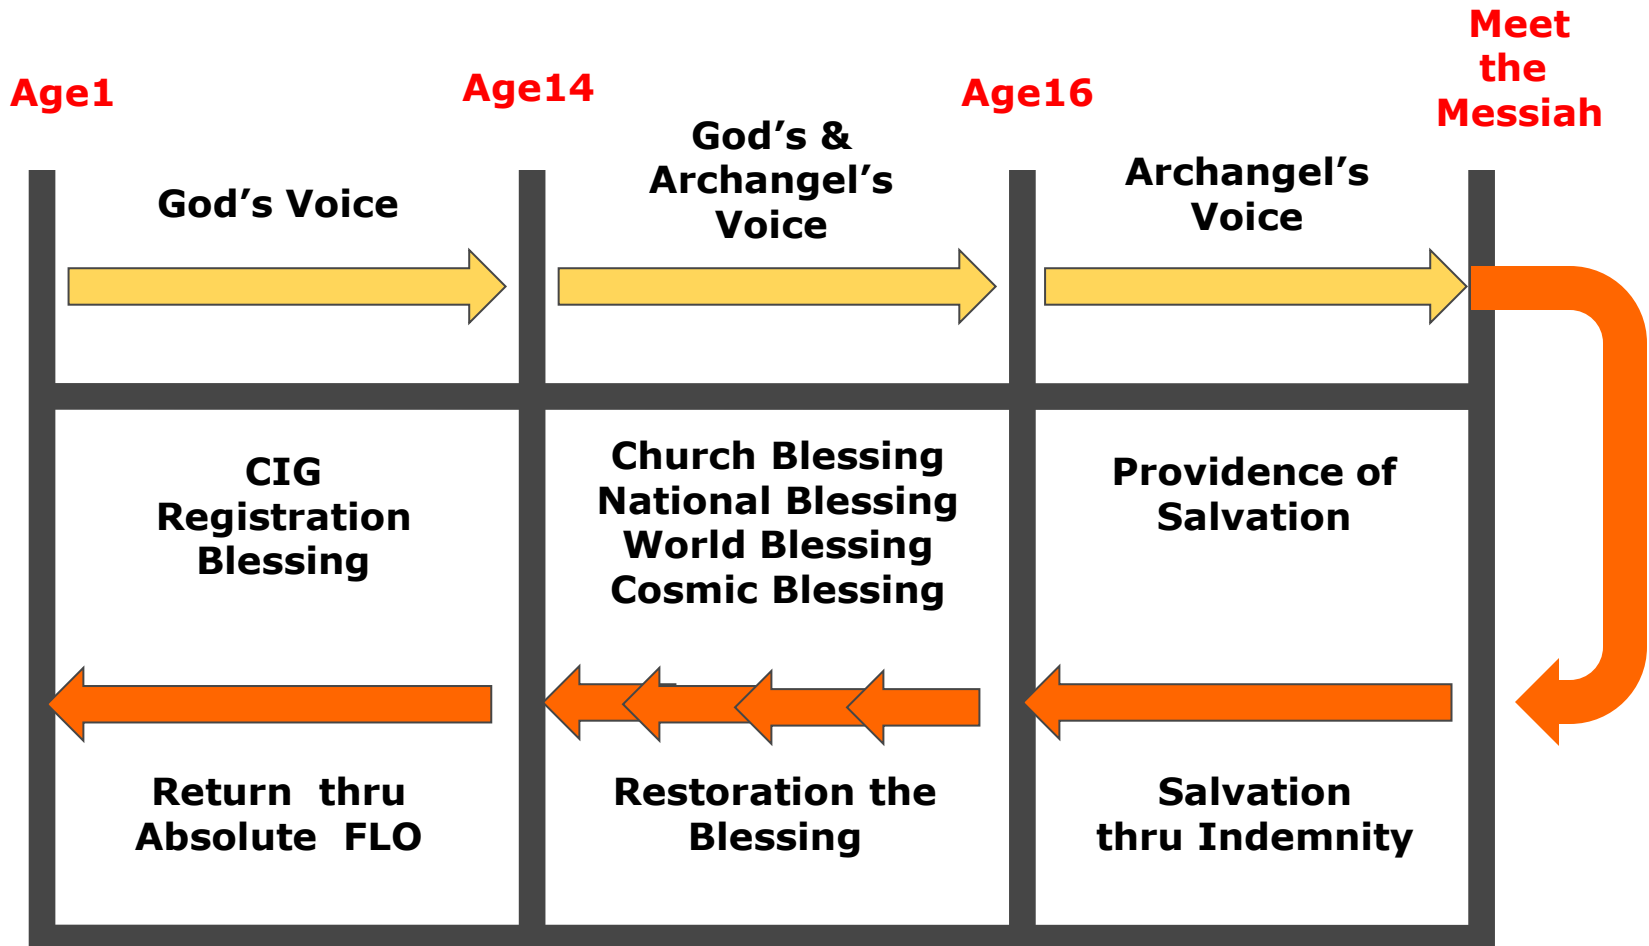 Age1
Age14
Age16
Meet
the
Messiah
God’s Voice
God’s &
Archangel’s
Voice
Archangel’s
Voice
CIG
Registration
Blessing
Church Blessing
National Blessing
World Blessing
Cosmic Blessing
Providence of
Salvation
Return thru
Absolute FLO
Restoration the
Blessing
Salvation
thru Indemnity